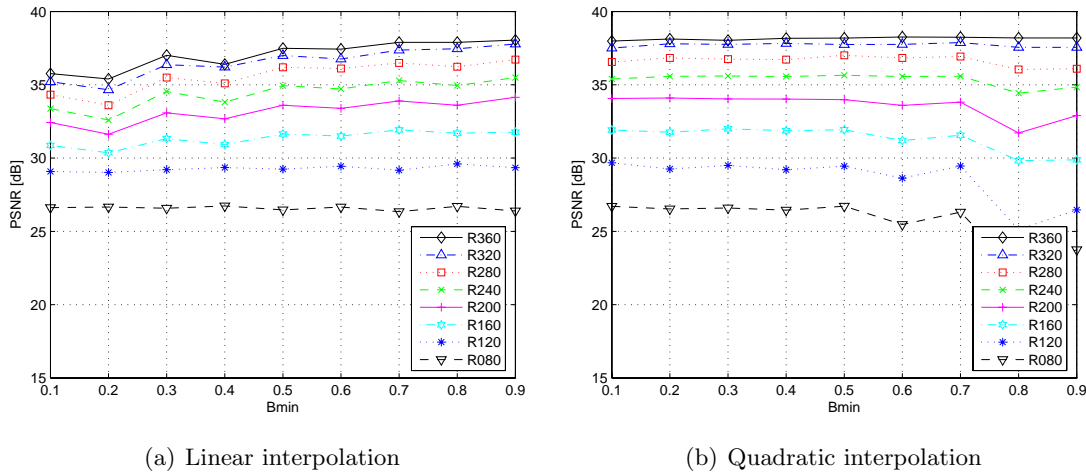 40
35
30
25
20
15
PSNR [dB]
0.1 0.2 0.3 0.4 0.5 0.6 0.7 0.8 0.9
Bmin
R360
R320
R280
R240
R200
R160
R120
R080
(a) Linear interpolation
40
35
30
25
20
15
PSNR [dB]
0.1 0.2 0.3 0.4 0.5 0.6 0.7 0.8 0.9
Bmin
R360
R320
R280
R240
R200
R160
R120
R080
(b) Quadratic interpolation